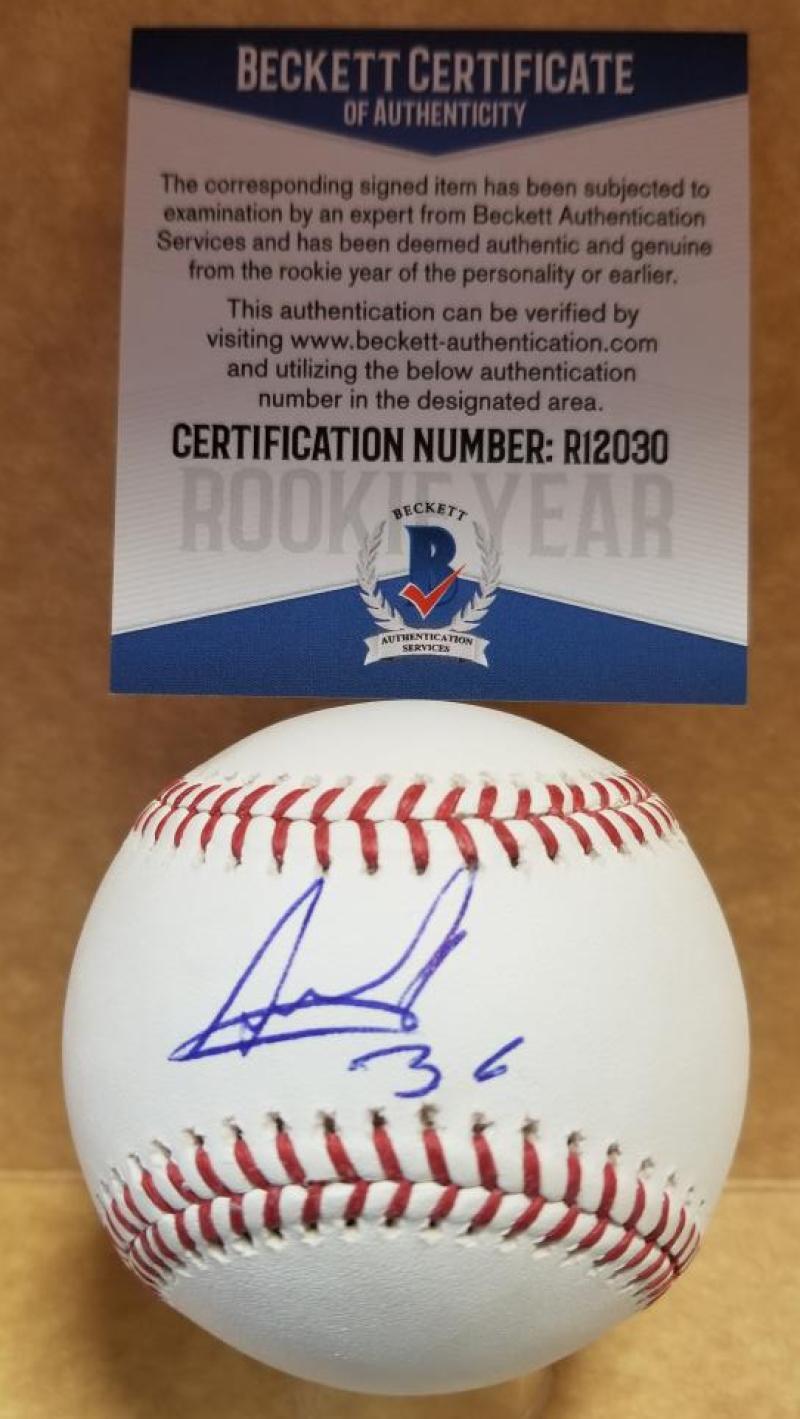 BECKETT CERTIFICATE
OF AUTHENTICITY
The corresponding signed item has been subjected to
examination by an expert from Beckett Authentication
Services and has been deemed authentic and genuine
from the rookie year of the personality or earlier.
This authentication can be verified by
visiting www.beckett-authentication.com
and utilizing the below authentication
number in the designated area.
CERTIFICATION NUMBER: R12030
ROOKIE YEAR
BECKETT
B
AUTHENTICATION
SERVICES
36